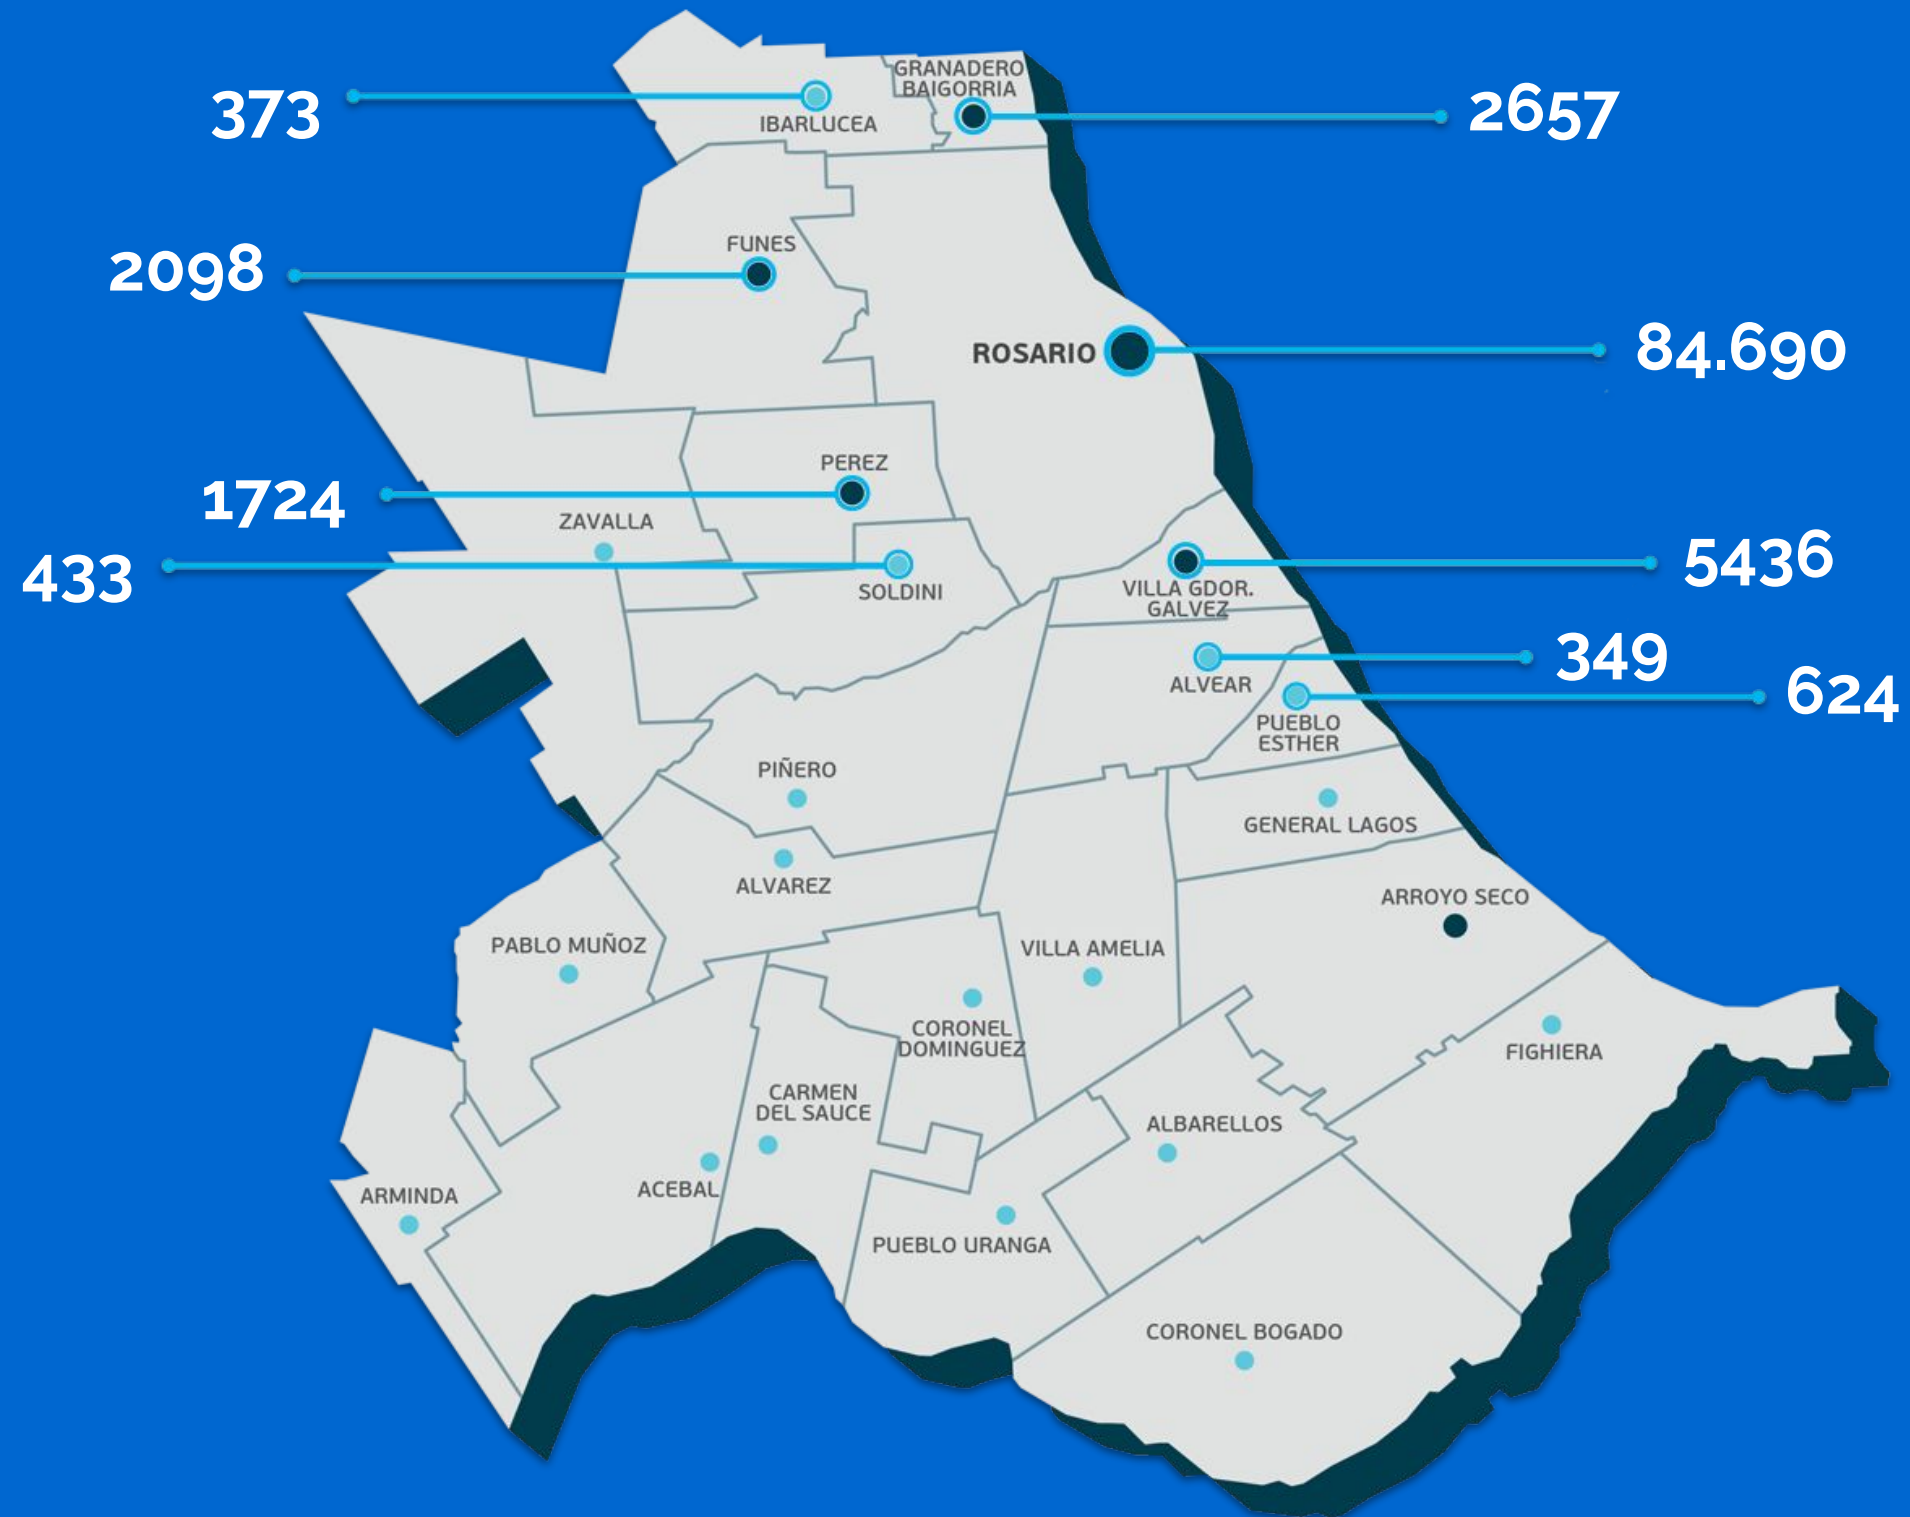 GRANADERO
BAIGORRIA
373
IBARLUCEA
2657
FUNES
2098
ROSARIO
84.690
PEREZ
1724
ZAVALLA
433
SOLDINI
5436
VILLA GDOR.
GALVEZ
349
ALVEAR
624
PUEBLO
ESTHER
PIÑERO
GENERAL LAGOS
ALVAREZ
ARROYO SECO
PABLO MUÑOZ
VILLA AMELIA
CORONEL
DOMINGUEZ
FIGHIERA
CARMEN
DEL SAUCE
ALBARELLOS
ACEBAL
ARMINDA
PUEBLO URANGA
CORONEL BOGADO